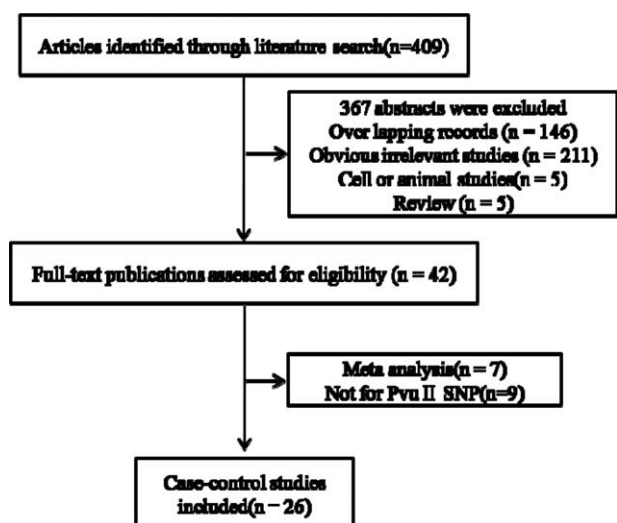 Articles identified through literature search(n=409)
367 abstracts were excluded
Over lapping records (n = 146)
Obvious irrelevant studies (n = 211)
Cell or animal studies(n = 5)
Review (n = 5)
Full-text publications assessed for eligibility (n = 42)
Meta analysis(n = 7)
Not for Pvu II SNP(n=9)
Case-control studies
included(n = 26)